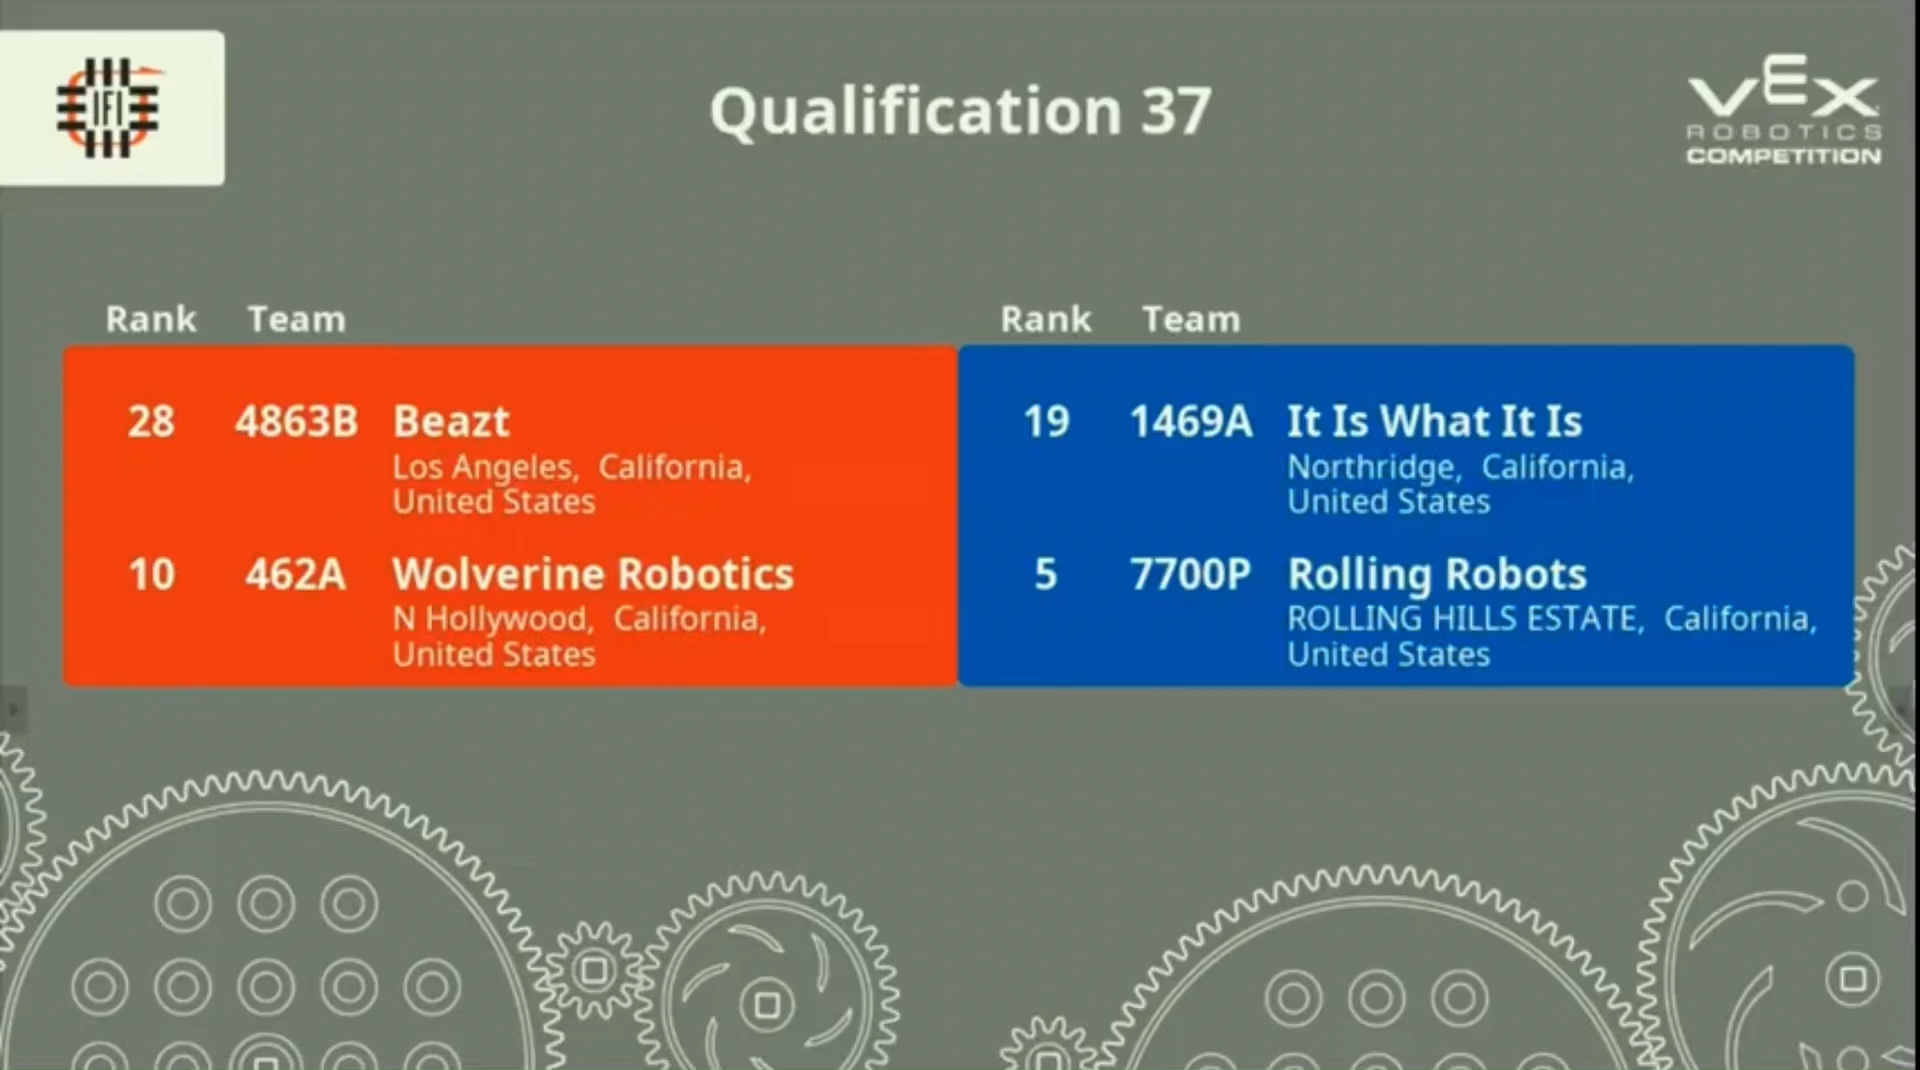 IFI
Qualification 37
VEX
ROBOTICS
COMPETITION
Rank Team
28 4863B Beazt
Los Angeles, California,
United States
10 462A Wolverine Robotics
N Hollywood, California,
United States
Rank Team
19 1469A It Is What It Is
Northridge, California,
United States
5 7700P Rolling Robots
ROLLING HILLS ESTATE, California,
United States